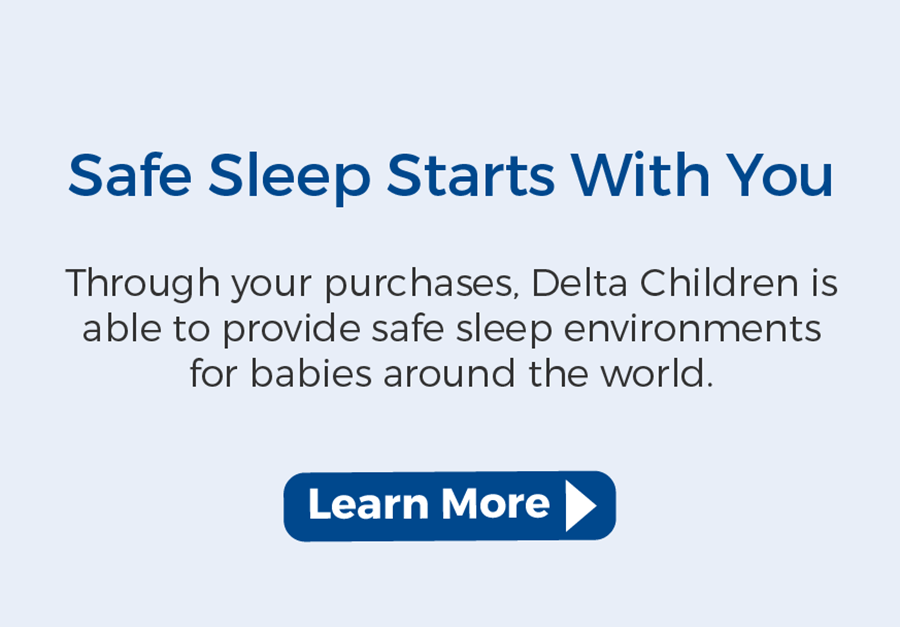 Safe Sleep Starts With You
Through your purchases, Delta Children is
able to provide safe sleep environments
for babies around the world.
Learn More